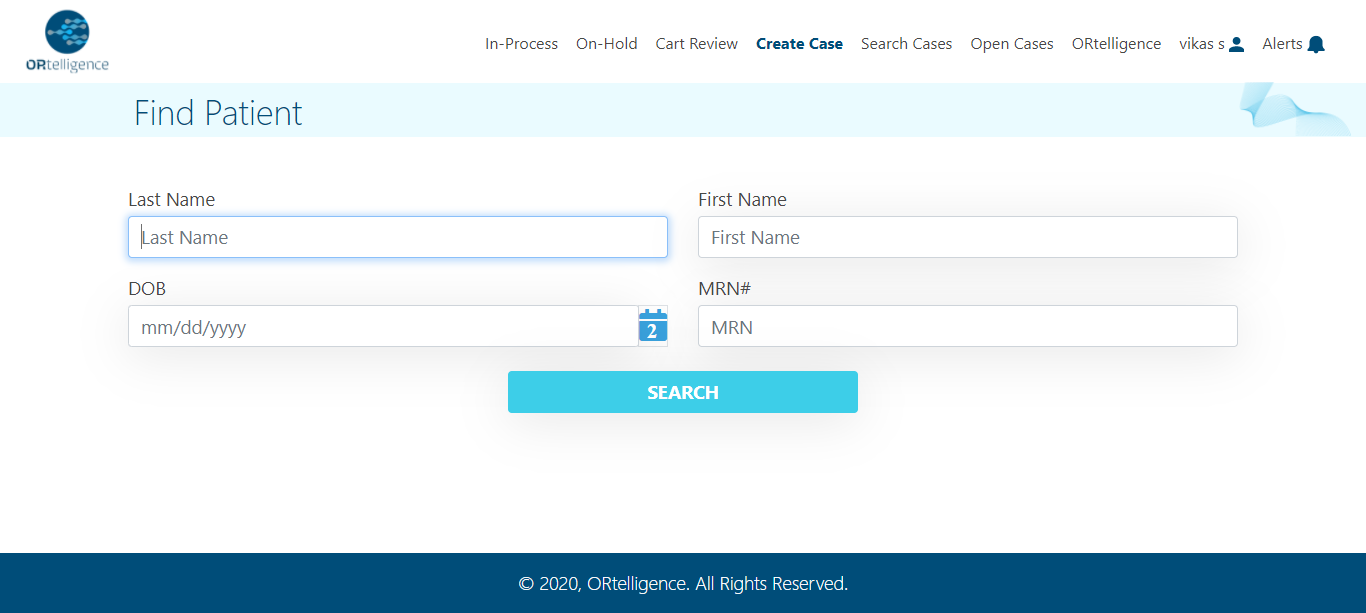 ORtelligence
In-Process On-Hold Cart Review Create Case Search Cases Open Cases ORtelligence vikas s Alerts
Find Patient
Last Name First Name
Last Name First Name
DOB MRN#
mm/dd/yyyy 2 MRN
SEARCH
© 2020, ORtelligence. All Rights Reserved.